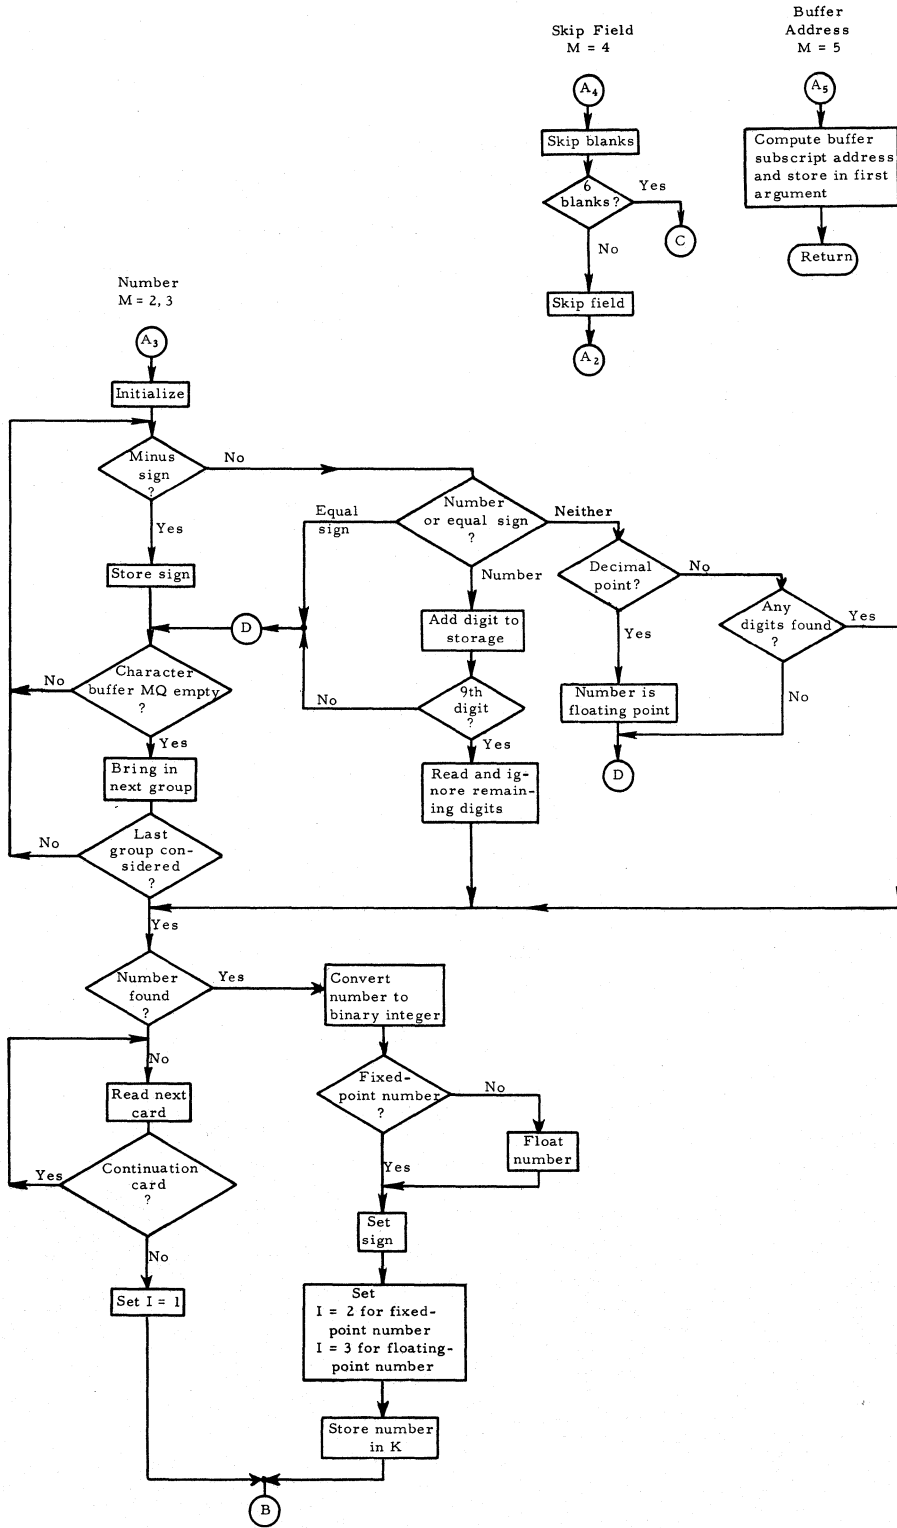 Skip Field
M = 4
A4
Skip blanks
6
blanks?
Yes
C
No
Skip field
A2
Buffer
Address
M = 5
A5
Compute buffer
subscript address
and store in first
argument
Return
Number
M = 2, 3
A3
Initialize
Minus
sign
?
No
Yes
Store sign
Character
buffer MQ empty
?
No
Yes
Bring in
next group
Last
group con-
sidered
?
No
Yes
Number
or equal sign
?
Equal
sign
D
Number
Neither
Add digit to
storage
9th
digit
?
No
Yes
Read and ig-
nore remain-
ing digits
Decimal
point?
No
Yes
Number is
floating point
D
Any
digits found
?
Yes
No
Number
found
?
Yes
No
Read next
card
Continuation
card
?
Yes
No
Set I = 1
Convert
number to
binary integer
Fixed-
point number
?
No
Float
number
Yes
Set
sign
Set
I = 2 for fixed-
point number
I = 3 for floating-
point number
Store number
in K
B